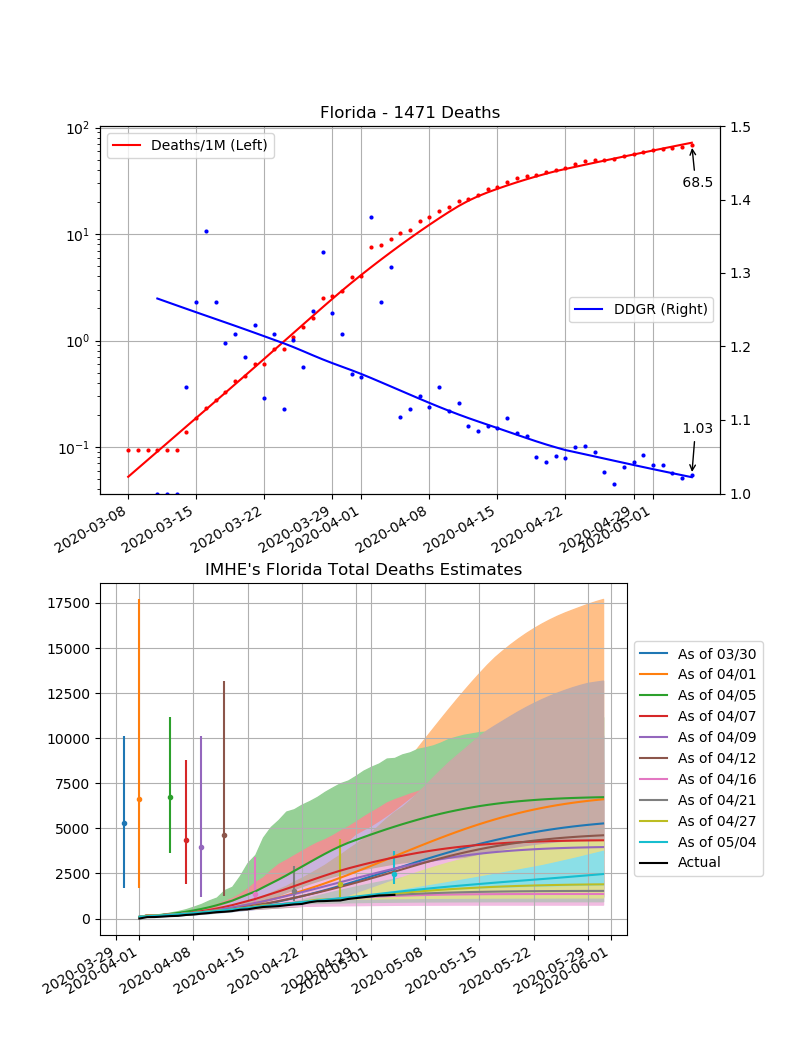 Florida - 1471 Deaths
10²
10¹
10⁰
10⁻¹
1.5
1.4
1.3
1.2
1.1
1.0
Deaths/1M (Left)
68.5
DDGR (Right)
1.03
2020-03-08
2020-03-15
2020-03-22
2020-03-29
2020-04-01
2020-04-08
2020-04-15
2020-04-22
2020-04-29
2020-05-01
IMHE's Florida Total Deaths Estimates
17500
15000
12500
10000
7500
5000
2500
0
As of 03/30
As of 04/01
As of 04/05
As of 04/07
As of 04/09
As of 04/12
As of 04/16
As of 04/21
As of 04/27
As of 05/04
Actual
2020-03-29
2020-04-01
2020-04-08
2020-04-15
2020-04-22
2020-04-29
2020-05-01
2020-05-08
2020-05-15
2020-05-22
2020-05-29
2020-06-01